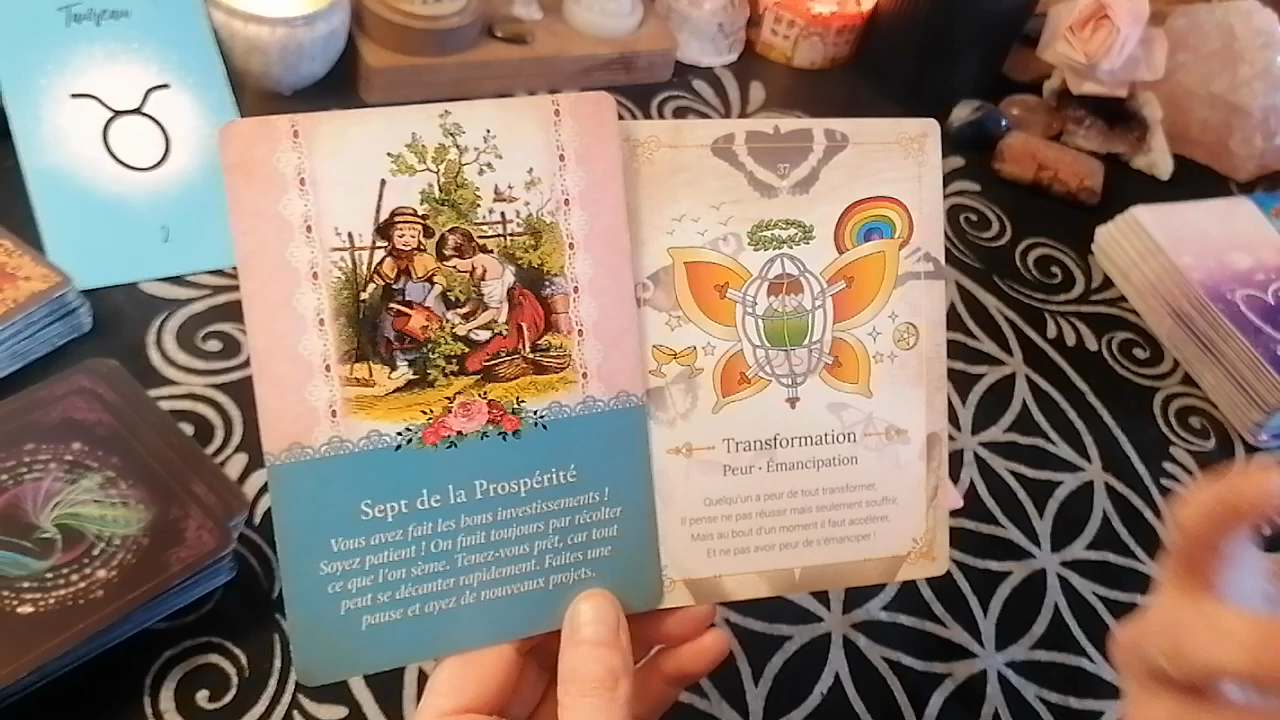 Taureau
Sept de la Prospérité
Vous avez fait les bons investissements !
Soyez patient ! On finit toujours par récolter
ce que l'on sème. Tenez-vous prêt, car tout
peut se décanter rapidement. Faites une
pause et ayez de nouveaux projets.
37
Transformation
Peur • Émancipation
Quelqu'un a peur de tout transformer,
Il pense ne pas réussir mais seulement souffrir,
Mais au bout d'un moment il faut accélérer,
Et ne pas avoir peur de s'émanciper !